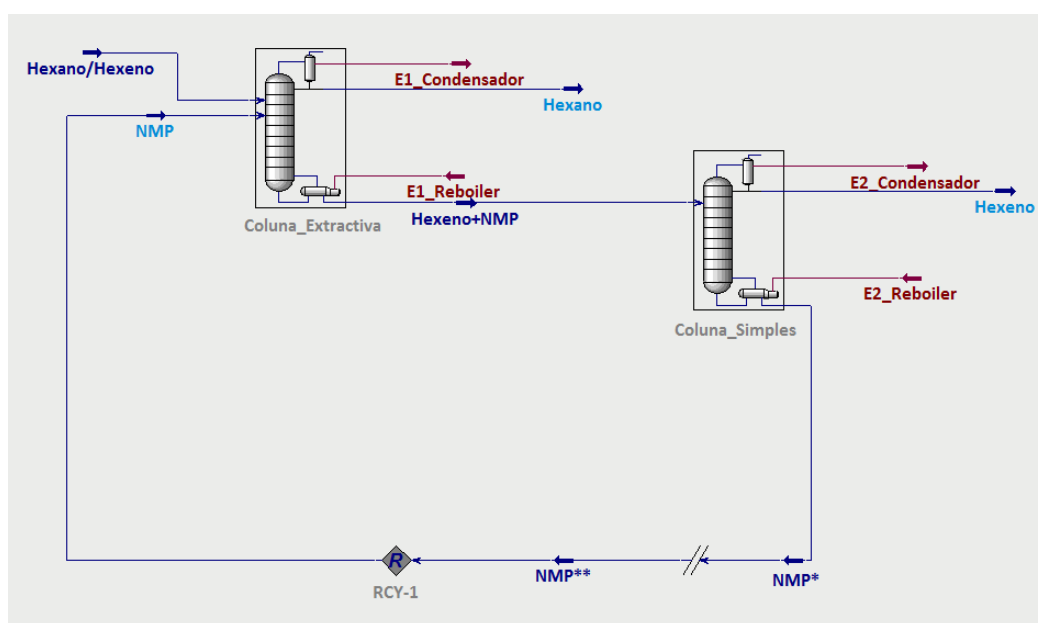 Hexano/Hexeno
E1_Condensador
Hexano
NMP
E1_Reboiler
Hexeno+NMP
Coluna_Extractiva
E2_Condensador
Hexeno
E2_Reboiler
Coluna_Simples
R
RCY-1
NMP**
NMP*